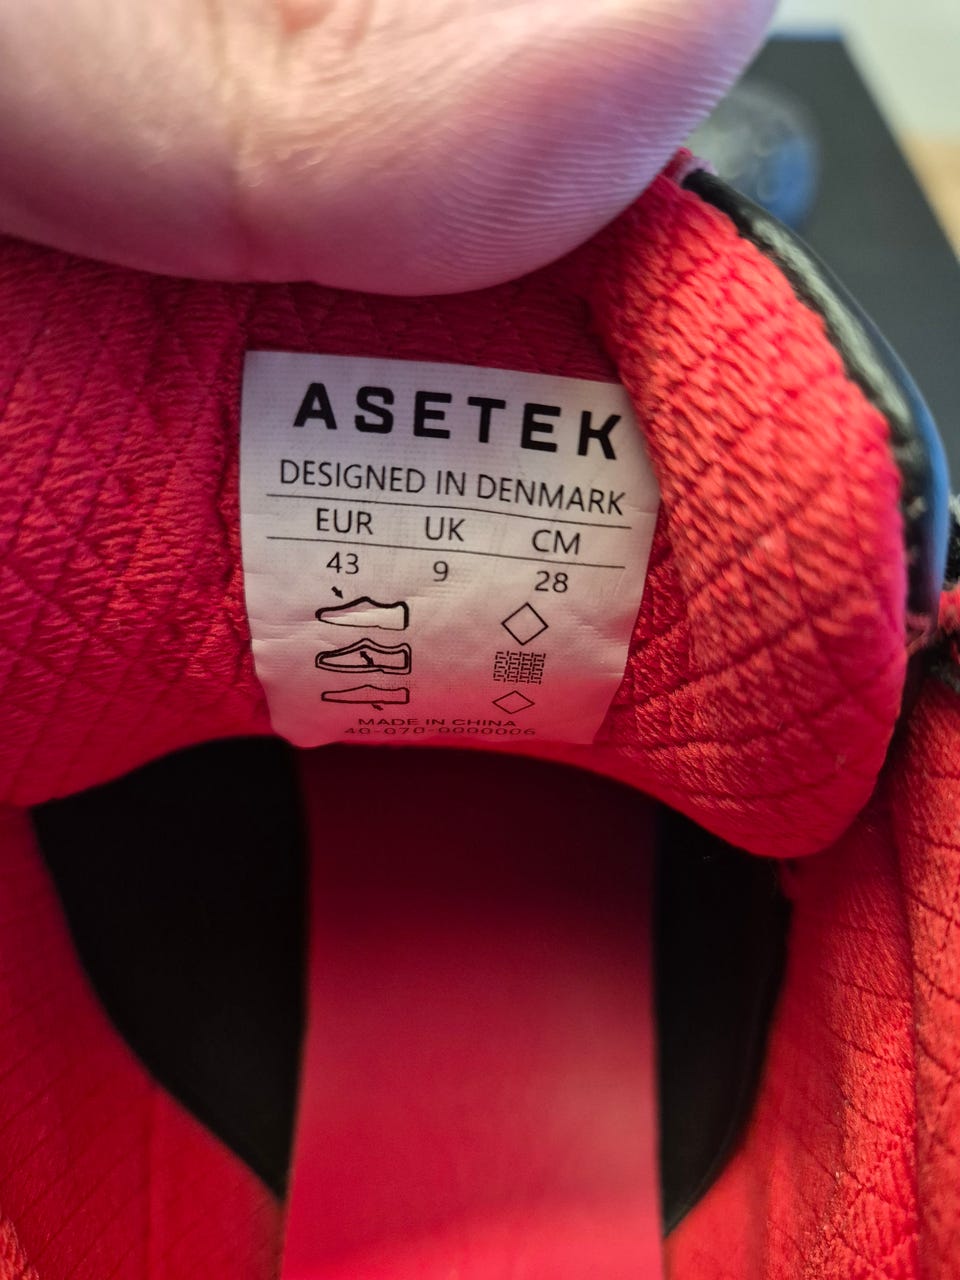 ASETEK
DESIGNED IN DENMARK
EUR UK CM
43 9 28
MADE IN CHINA
40-070-0000006